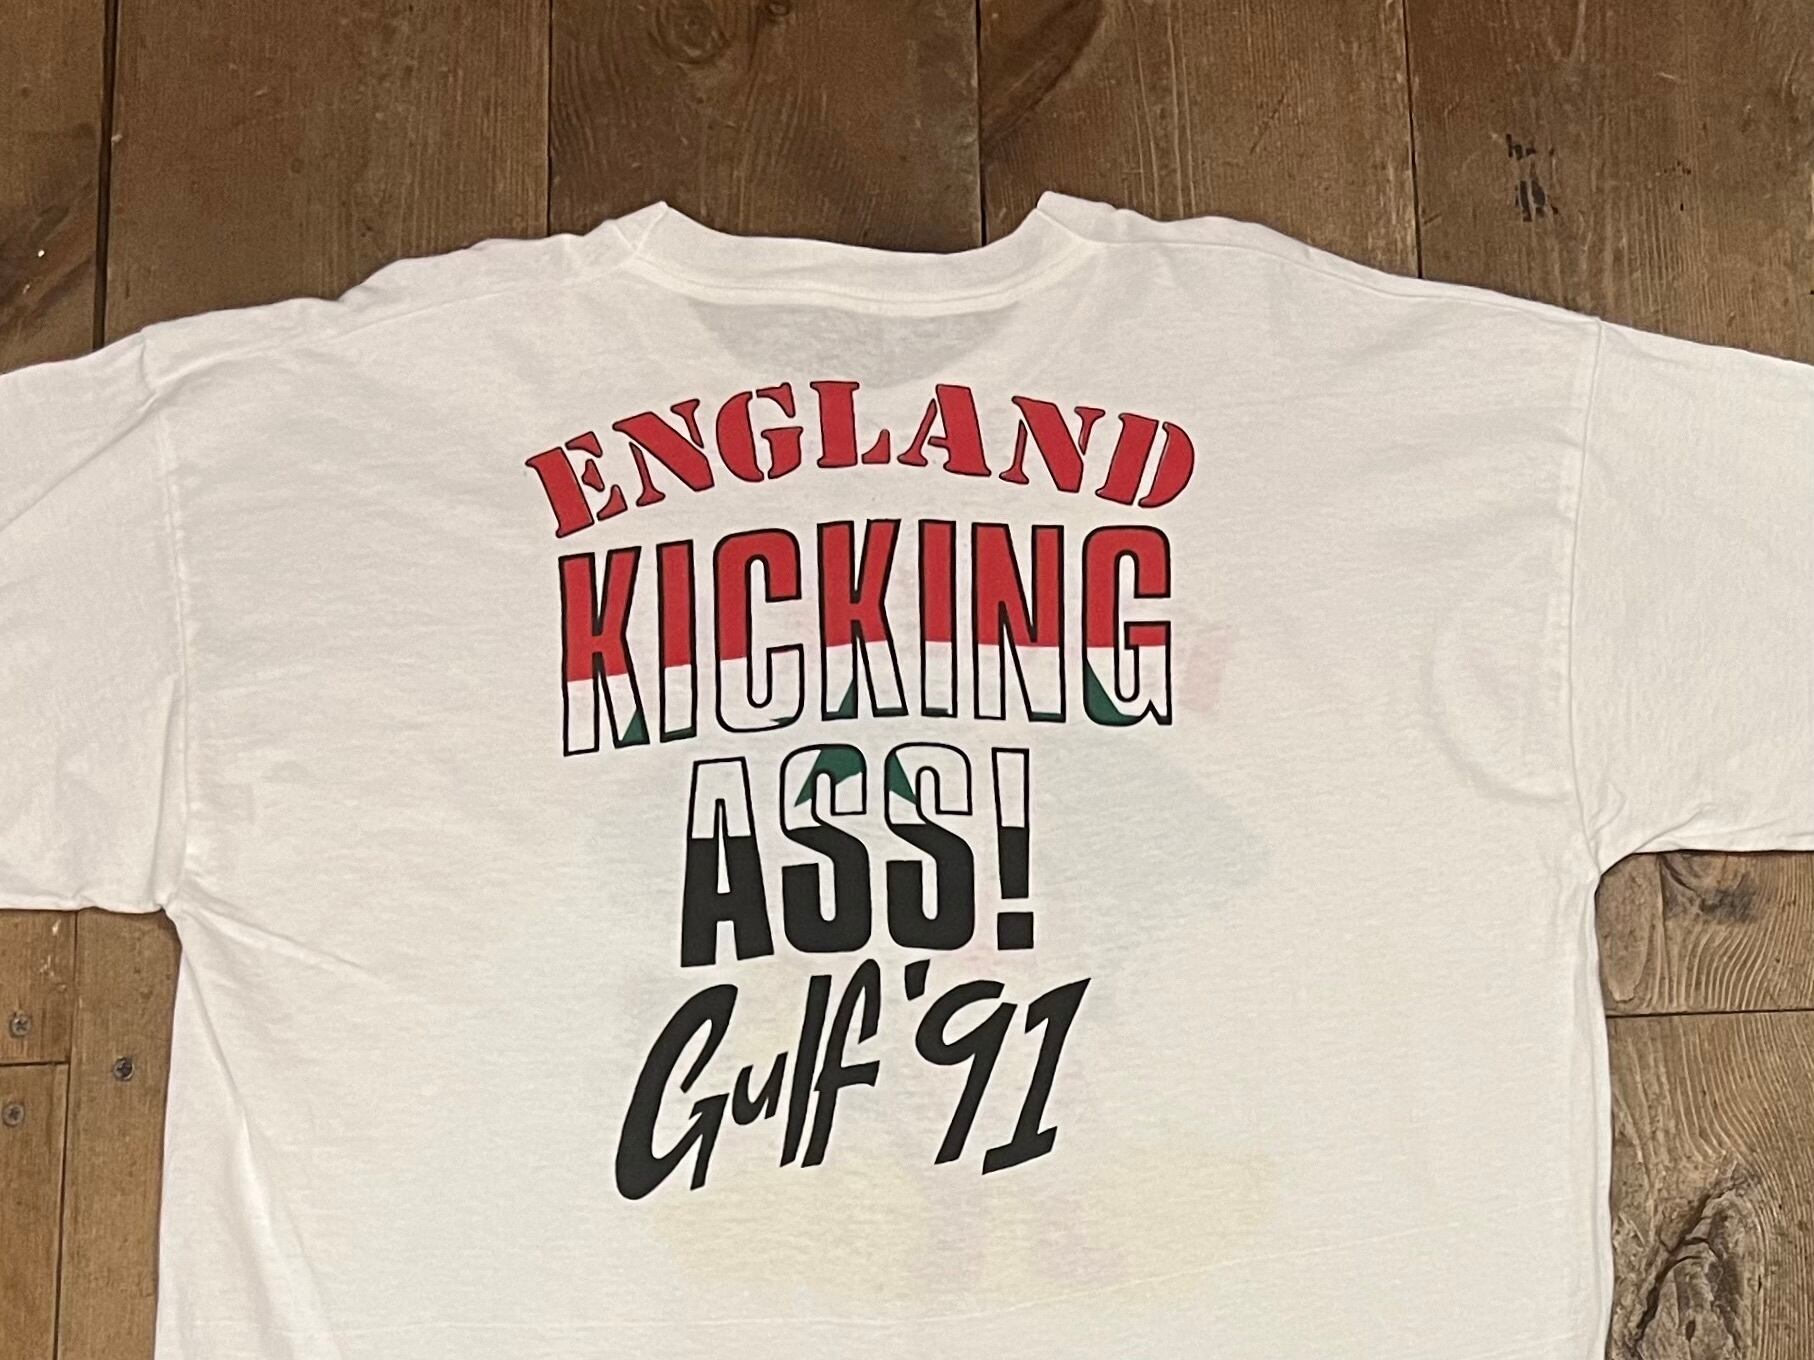 ENGLAND
KICKING
ASS!
Gulf '91